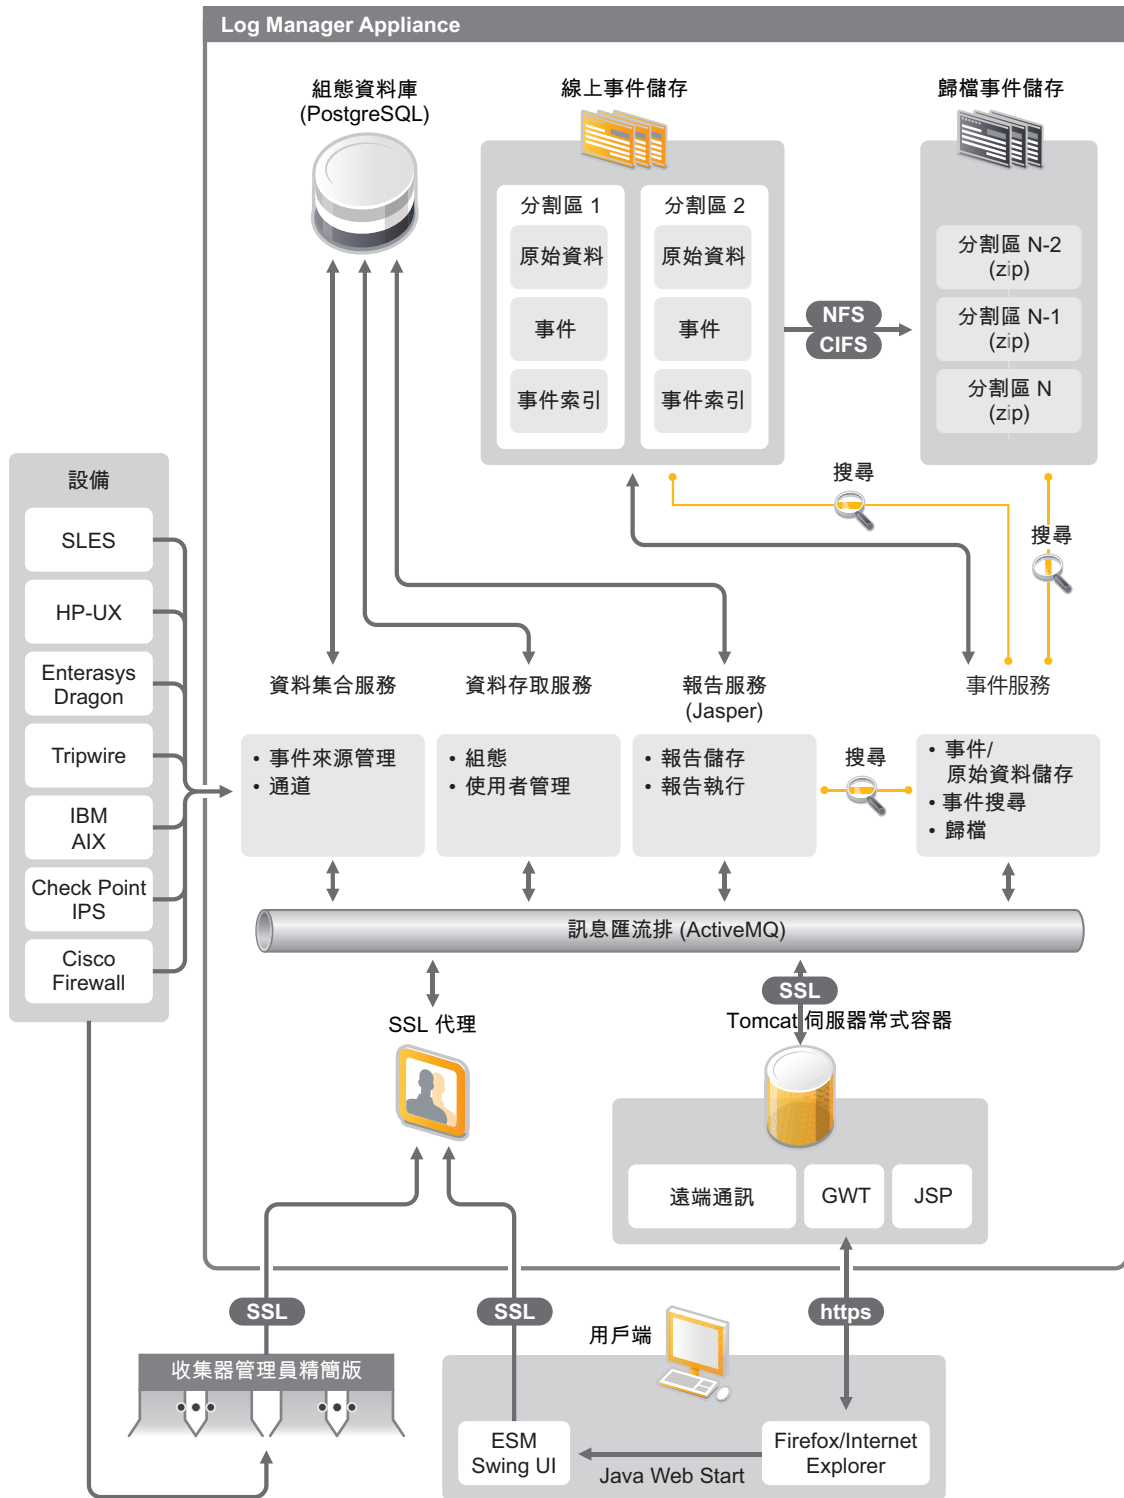 Log Manager Appliance
組態資料庫
(PostgreSQL)
線上事件儲存
歸檔事件儲存
分割區 1
原始資料
事件
事件索引
分割區 2
原始資料
事件
事件索引
NFS
CIFS
分割區 N-2
(zip)
分割區 N-1
(zip)
分割區 N
(zip)
搜尋
搜尋
設備
SLES
HP-UX
Enterasys
Dragon
Tripwire
IBM
AIX
Check Point
IPS
Cisco
Firewall
資料集合服務
• 事件來源管理
• 通道
資料存取服務
• 組態
• 使用者管理
報告服務
(Jasper)
• 報告儲存
• 報告執行
搜尋
事件服務
• 事件/
原始資料儲存
• 事件搜尋
• 歸檔
訊息匯流排 (ActiveMQ)
SSL 代理
SSL
Tomcat 伺服器常式容器
遠端通訊
GWT
JSP
SSL
SSL
https
收集器管理員精簡版
用戶端
ESM
Swing UI
Java Web Start
Firefox/Internet
Explorer